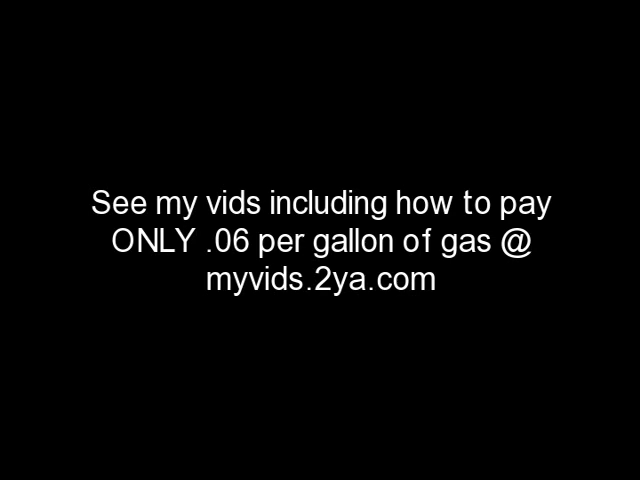 See my vids including how to pay
ONLY .06 per gallon of gas @
myvids.2ya.com